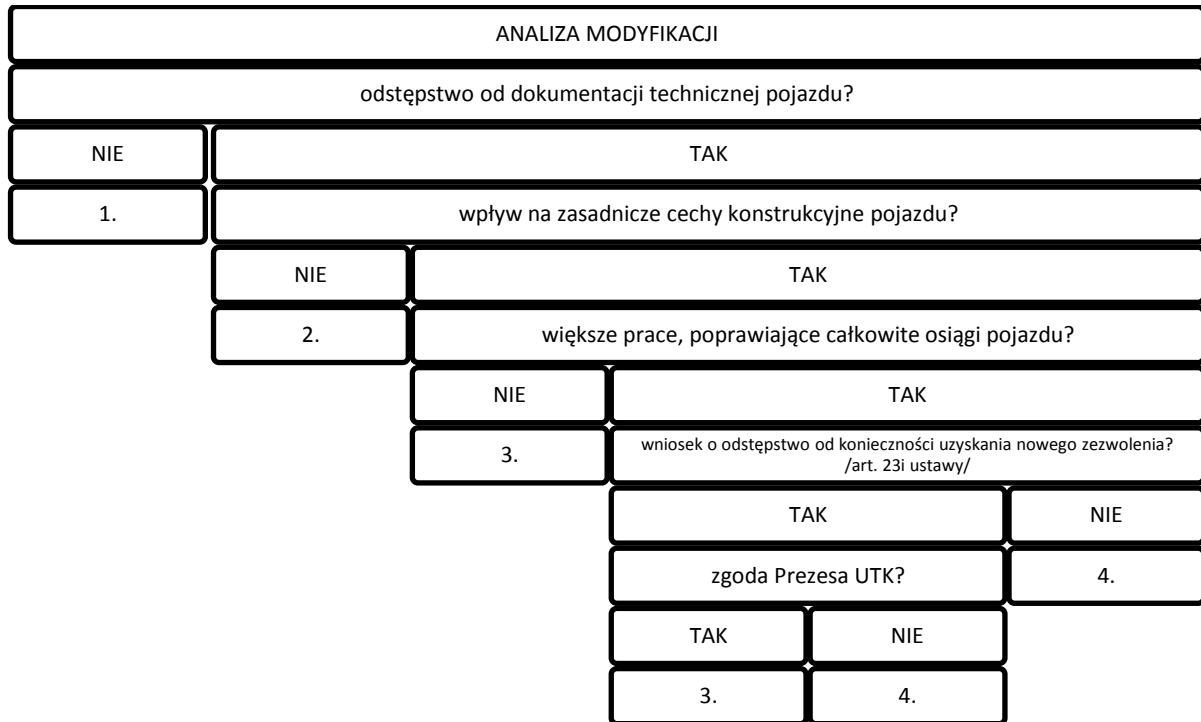 ANALIZA MODYFIKACJI
odstępstwo od dokumentacji technicznej pojazdu?
NIE
TAK
1.
wpływ na zasadnicze cechy konstrukcyjne pojazdu?
NIE
TAK
2.
większe prace, poprawiające całkowite osiągi pojazdu?
NIE
TAK
3.
wniosek o odstępstwo od konieczności uzyskania nowego zezwolenia?
/art. 23i ustawy/
TAK
NIE
zgoda Prezesa UTK?
4.
TAK
NIE
3.
4.